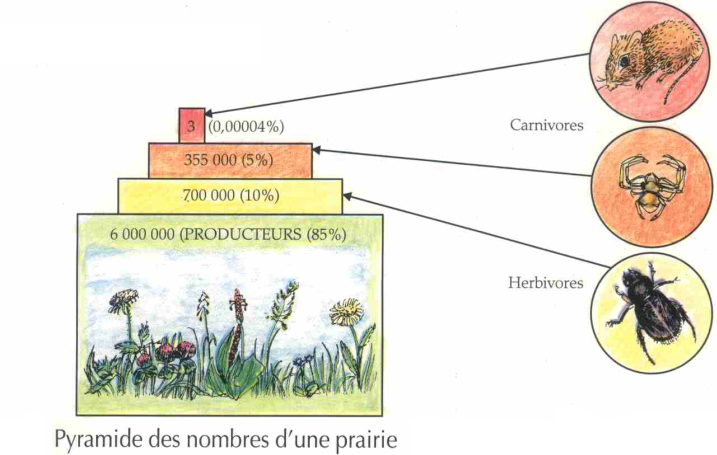 3 (0,00004%)
Carnivores
355 000 (5%)
700 000 (10%)
6 000 000 (PRODUCTEURS (85%)
Herbivores
Pyramide des nombres d'une prairie